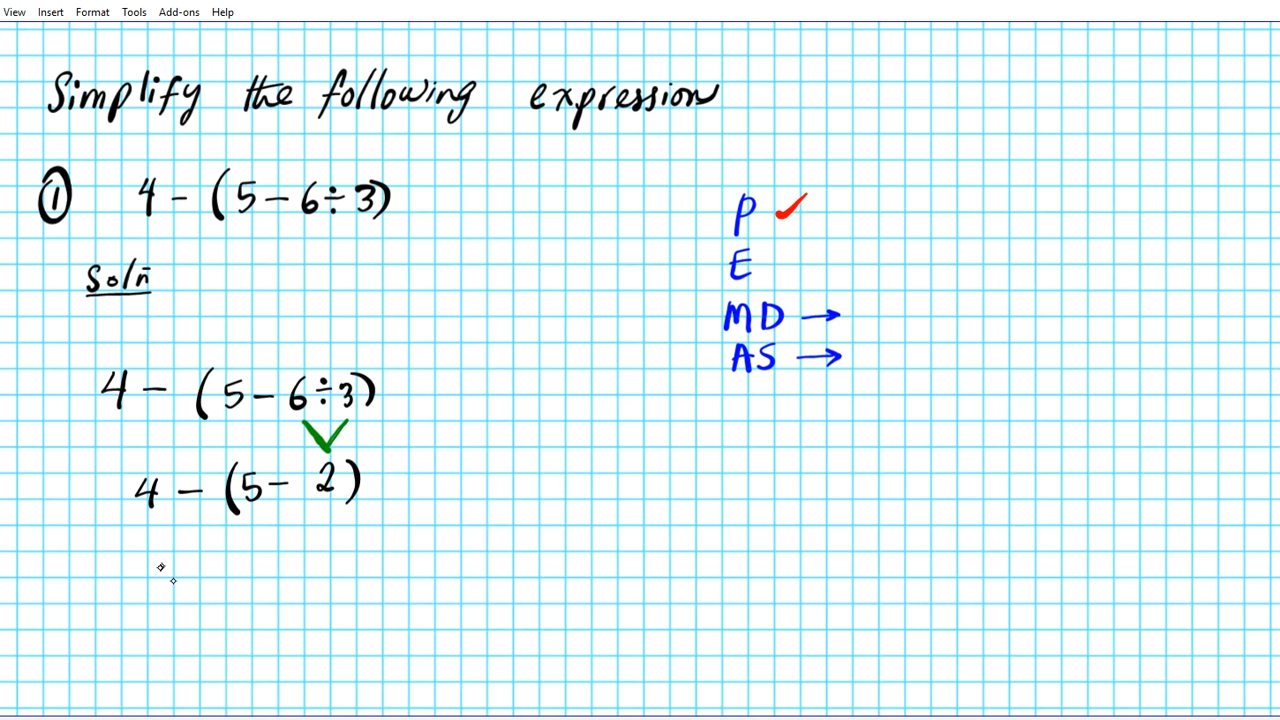 View Insert Format Tools Add-ons Help
Simplify the following expression
① 4 - (5 - 6 ÷ 3)
P ✓
Solñ
E
MD →
AS →
4 - (5 - 6 ÷ 3)
4 - (5 - 2)